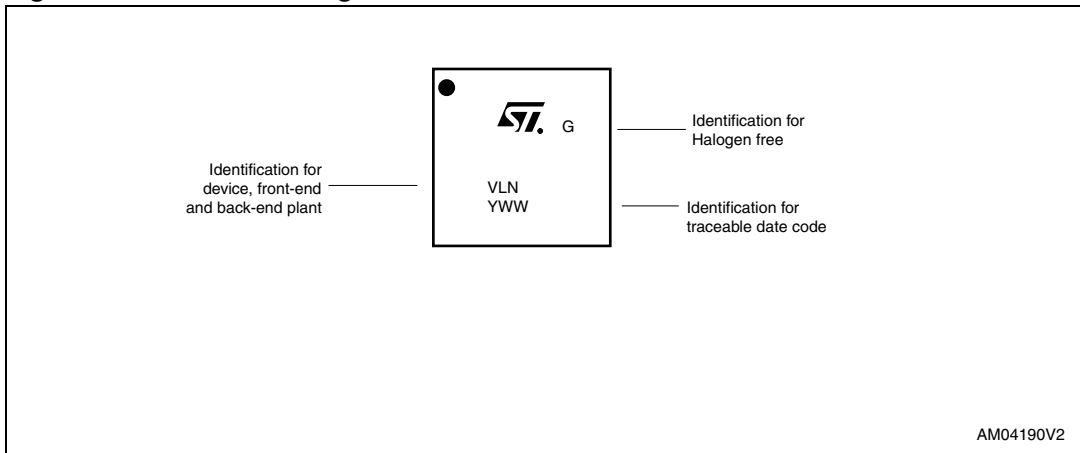 ST. G
Identification for
Halogen free
Identification for
device, front-end
and back-end plant
VLN
YWW
Identification for
traceable date code
AM04190V2